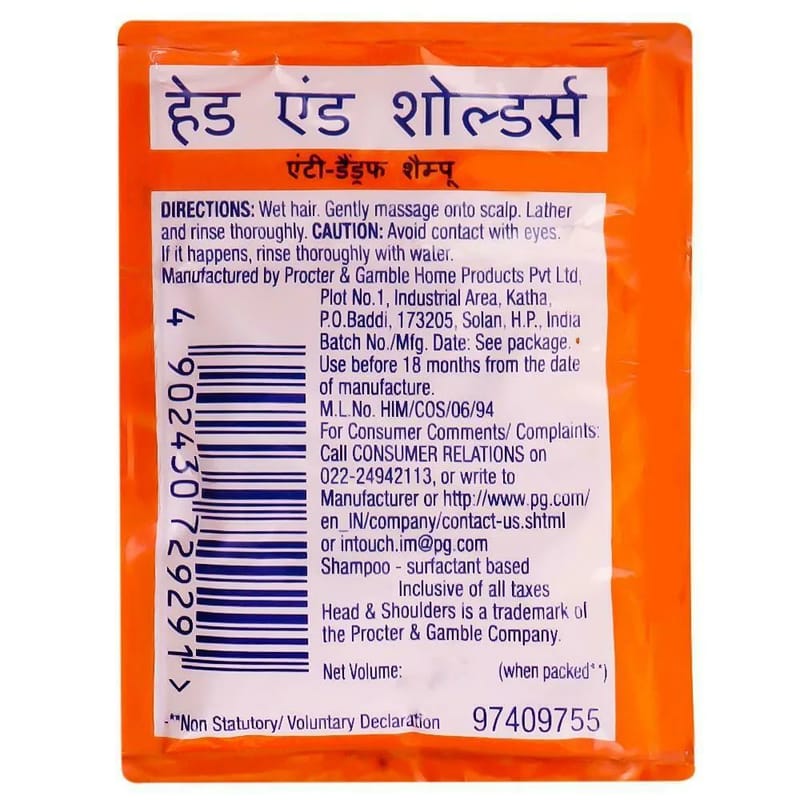 हेड एंड शोल्डर्स
एंटी-डैंड्रफ शैम्पू
DIRECTIONS: Wet hair. Gently massage onto scalp. Lather
and rinse thoroughly. CAUTION: Avoid contact with eyes.
If it happens, rinse thoroughly with water.
Manufactured by Procter & Gamble Home Products Pvt Ltd,
Plot No.1, Industrial Area, Katha,
P.O.Baddi, 173205, Solan, H.P., India
Batch No./Mfg. Date: See package.
Use before 18 months from the date
of manufacture.
M.L.No. HIM/COS/06/94
For Consumer Comments/ Complaints:
Call CONSUMER RELATIONS on
022-24942113, or write to
Manufacturer or http://www.pg.com/
en_IN/company/contact-us.shtml
or intouch.im@pg.com
Shampoo - surfactant based
Inclusive of all taxes
Head & Shoulders is a trademark of
the Procter & Gamble Company.
Net Volume: (when packed**)
4 902430 729291 >
-**Non Statutory/ Voluntary Declaration 97409755